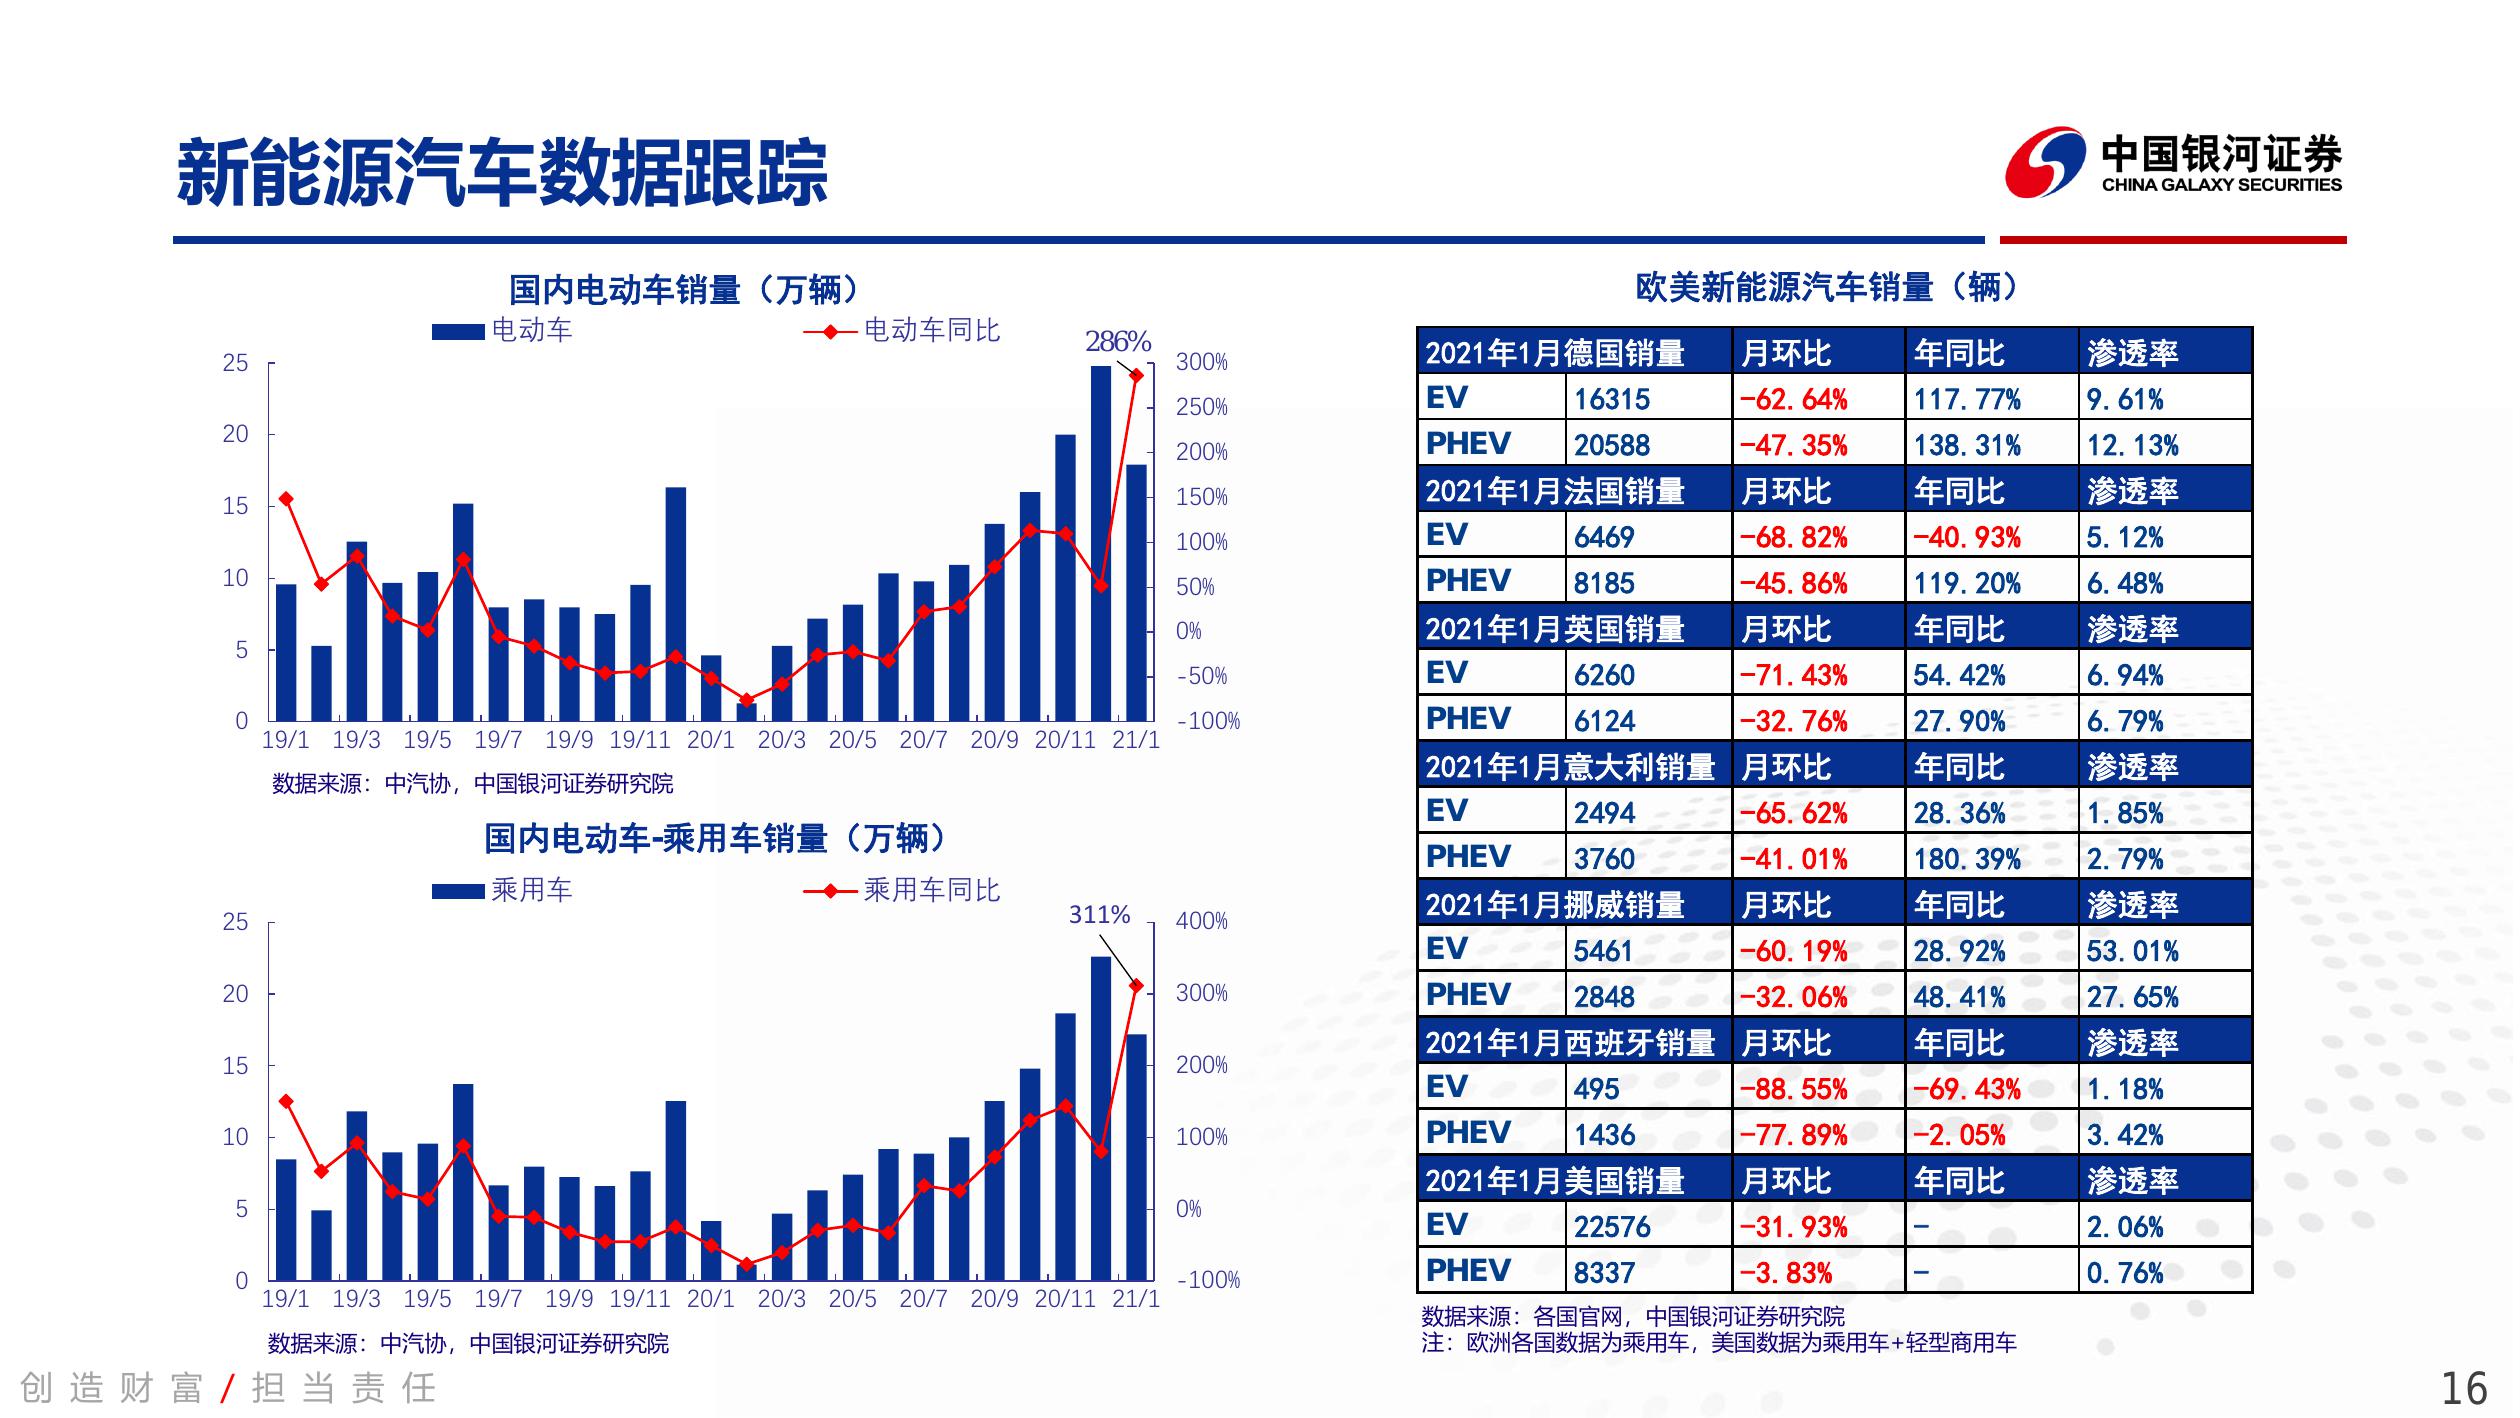 新能源汽车数据跟踪
中国银河证券
CHINA GALAXY SECURITIES
国内电动车销量（万辆）
电动车 电动车同比
286%
25 300%
250%
20 200%
15 150%
100%
10 50%
0%
5 -50%
0 -100%
19/1 19/3 19/5 19/7 19/9 19/11 20/1 20/3 20/5 20/7 20/9 20/11 21/1
数据来源：中汽协，中国银河证券研究院
国内电动车-乘用车销量（万辆）
乘用车 乘用车同比
311%
25 400%
20 300%
15 200%
10 100%
5 0%
0 -100%
19/1 19/3 19/5 19/7 19/9 19/11 20/1 20/3 20/5 20/7 20/9 20/11 21/1
数据来源：中汽协，中国银河证券研究院
欧美新能源汽车销量（辆）
2021年1月德国销量 月环比 年同比 渗透率
EV 16315 -62.64% 117.77% 9.61%
PHEV 20588 -47.35% 138.31% 12.13%
2021年1月法国销量 月环比 年同比 渗透率
EV 6469 -68.82% -40.93% 5.12%
PHEV 8185 -45.86% 119.20% 6.48%
2021年1月英国销量 月环比 年同比 渗透率
EV 6260 -71.43% 54.42% 6.94%
PHEV 6124 -32.76% 27.90% 6.79%
2021年1月意大利销量 月环比 年同比 渗透率
EV 2494 -65.62% 28.36% 1.85%
PHEV 3760 -41.01% 180.39% 2.79%
2021年1月挪威销量 月环比 年同比 渗透率
EV 5461 -60.19% 28.92% 53.01%
PHEV 2848 -32.06% 48.41% 27.65%
2021年1月西班牙销量 月环比 年同比 渗透率
EV 495 -88.55% -69.43% 1.18%
PHEV 1436 -77.89% -2.05% 3.42%
2021年1月美国销量 月环比 年同比 渗透率
EV 22576 -31.93% - 2.06%
PHEV 8337 -3.83% - 0.76%
数据来源：各国官网，中国银河证券研究院
注：欧洲各国数据为乘用车，美国数据为乘用车+轻型商用车
创造财富/担当责任
16